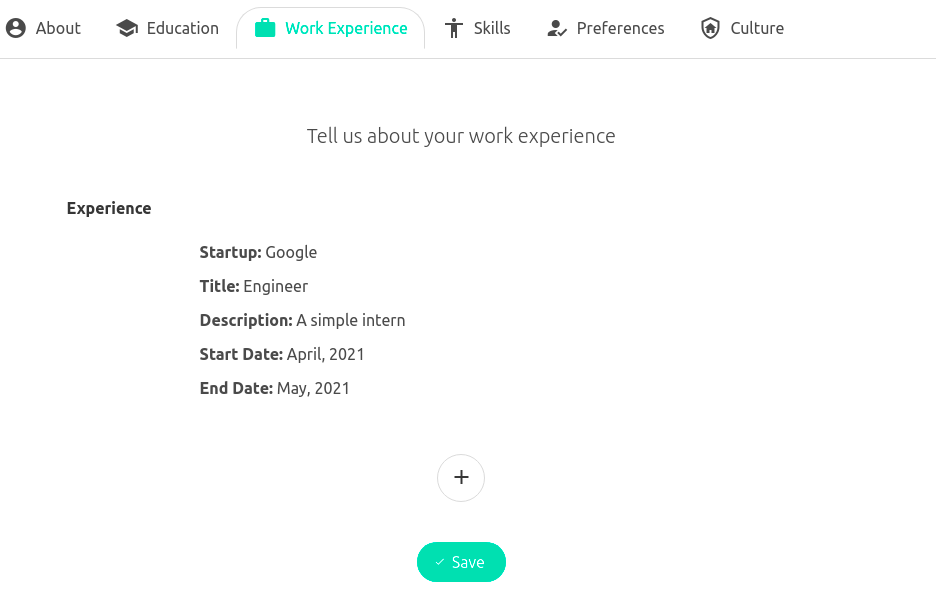 About Education Work Experience Skills Preferences Culture
Tell us about your work experience
Experience
Startup: Google
Title: Engineer
Description: A simple intern
Start Date: April, 2021
End Date: May, 2021
+
Save